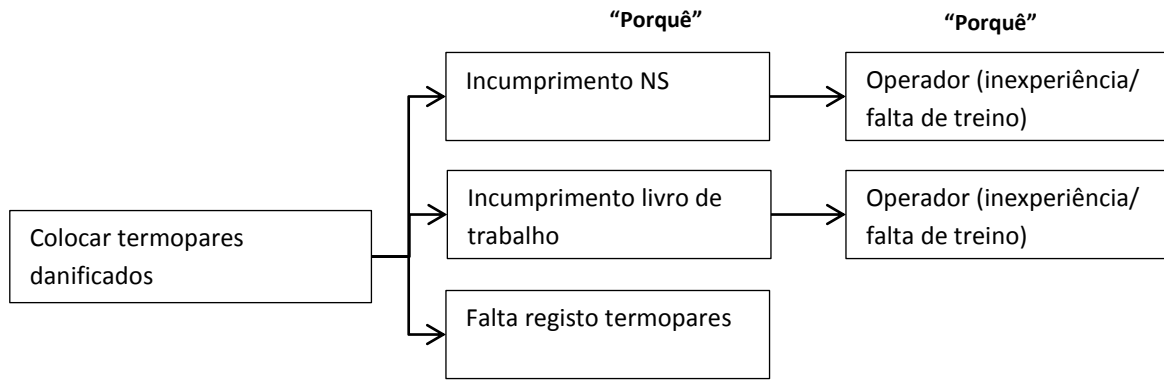 “Porquê”
“Porquê”
Incumprimento NS
Operador (inexperiência/
falta de treino)
Incumprimento livro de
trabalho
Operador (inexperiência/
falta de treino)
Colocar termopares
danificados
Falta registo termopares